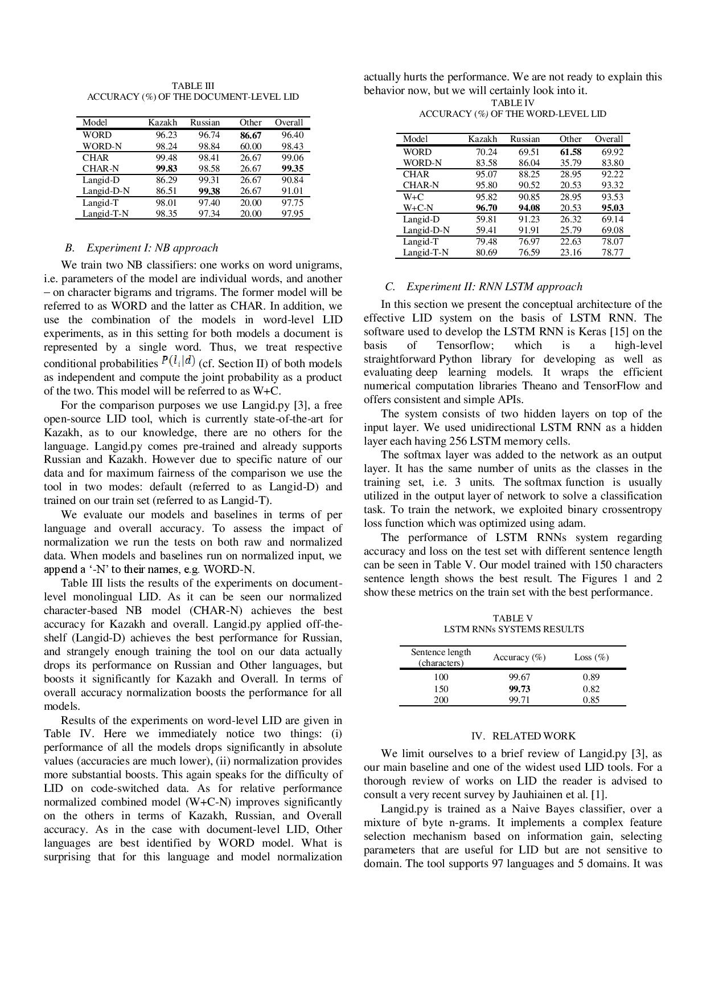 TABLE III
ACCURACY (%) OF THE DOCUMENT-LEVEL LID
Model Kazakh Russian Other Overall
WORD 96.23 96.74 86.67 96.40
WORD-N 98.24 98.84 60.00 98.43
CHAR 99.48 98.41 26.67 99.06
CHAR-N 99.83 98.58 26.67 99.35
Langid-D 86.29 99.31 26.67 90.84
Langid-D-N 86.51 99.38 26.67 91.01
Langid-T 98.01 97.40 20.00 97.75
Langid-T-N 98.35 97.34 20.00 97.95
B. Experiment I: NB approach
We train two NB classifiers: one works on word unigrams,
i.e. parameters of the model are individual words, and another
– on character bigrams and trigrams. The former model will be
referred to as WORD and the latter as CHAR. In addition, we
use the combination of the models in word-level LID
experiments, as in this setting for both models a document is
represented by a single word. Thus, we treat respective
conditional probabilities P(l_i|d) (cf. Section II) of both models
as independent and compute the joint probability as a product
of the two. This model will be referred to as W+C.
For the comparison purposes we use Langid.py [3], a free
open-source LID tool, which is currently state-of-the-art for
Kazakh, as to our knowledge, there are no others for the
language. Langid.py comes pre-trained and already supports
Russian and Kazakh. However due to specific nature of our
data and for maximum fairness of the comparison we use the
tool in two modes: default (referred to as Langid-D) and
trained on our train set (referred to as Langid-T).
We evaluate our models and baselines in terms of per
language and overall accuracy. To assess the impact of
normalization we run the tests on both raw and normalized
data. When models and baselines run on normalized input, we
append a ‘-N’ to their names, e.g. WORD-N.
Table III lists the results of the experiments on document-
level monolingual LID. As it can be seen our normalized
character-based NB model (CHAR-N) achieves the best
accuracy for Kazakh and overall. Langid.py applied off-the-
shelf (Langid-D) achieves the best performance for Russian,
and strangely enough training the tool on our data actually
drops its performance on Russian and Other languages, but
boosts it significantly for Kazakh and Overall. In terms of
overall accuracy normalization boosts the performance for all
models.
Results of the experiments on word-level LID are given in
Table IV. Here we immediately notice two things: (i)
performance of all the models drops significantly in absolute
values (accuracies are much lower), (ii) normalization provides
more substantial boosts. This again speaks for the difficulty of
LID on code-switched data. As for relative performance
normalized combined model (W+C-N) improves significantly
on the others in terms of Kazakh, Russian, and Overall
accuracy. As in the case with document-level LID, Other
languages are best identified by WORD model. What is
surprising that for this language and model normalization
actually hurts the performance. We are not ready to explain this
behavior now, but we will certainly look into it.
TABLE IV
ACCURACY (%) OF THE WORD-LEVEL LID
Model Kazakh Russian Other Overall
WORD 70.24 69.51 61.58 69.92
WORD-N 83.58 86.04 35.79 83.80
CHAR 95.07 88.25 28.95 92.22
CHAR-N 95.80 90.52 20.53 93.32
W+C 95.82 90.85 28.95 93.53
W+C-N 96.70 94.08 20.53 95.03
Langid-D 59.81 91.23 26.32 69.14
Langid-D-N 59.41 91.91 25.79 69.08
Langid-T 79.48 76.97 22.63 78.07
Langid-T-N 80.69 76.59 23.16 78.77
C. Experiment II: RNN LSTM approach
In this section we present the conceptual architecture of the
effective LID system on the basis of LSTM RNN. The
software used to develop the LSTM RNN is Keras [15] on the
basis of Tensorflow; which is a high-level
straightforward Python library for developing as well as
evaluating deep learning models. It wraps the efficient
numerical computation libraries Theano and TensorFlow and
offers consistent and simple APIs.
The system consists of two hidden layers on top of the
input layer. We used unidirectional LSTM RNN as a hidden
layer each having 256 LSTM memory cells.
The softmax layer was added to the network as an output
layer. It has the same number of units as the classes in the
training set, i.e. 3 units. The softmax function is usually
utilized in the output layer of network to solve a classification
task. To train the network, we exploited binary crossentropy
loss function which was optimized using adam.
The performance of LSTM RNNs system regarding
accuracy and loss on the test set with different sentence length
can be seen in Table V. Our model trained with 150 characters
sentence length shows the best result. The Figures 1 and 2
show these metrics on the train set with the best performance.
TABLE V
LSTM RNNs SYSTEMS RESULTS
Sentence length
(characters) Accuracy (%) Loss (%)
100 99.67 0.89
150 99.73 0.82
200 99.71 0.85
IV. RELATED WORK
We limit ourselves to a brief review of Langid.py [3], as
our main baseline and one of the widest used LID tools. For a
thorough review of works on LID the reader is advised to
consult a very recent survey by Jauhiainen et al. [1].
Langid.py is trained as a Naive Bayes classifier, over a
mixture of byte n-grams. It implements a complex feature
selection mechanism based on information gain, selecting
parameters that are useful for LID but are not sensitive to
domain. The tool supports 97 languages and 5 domains. It was